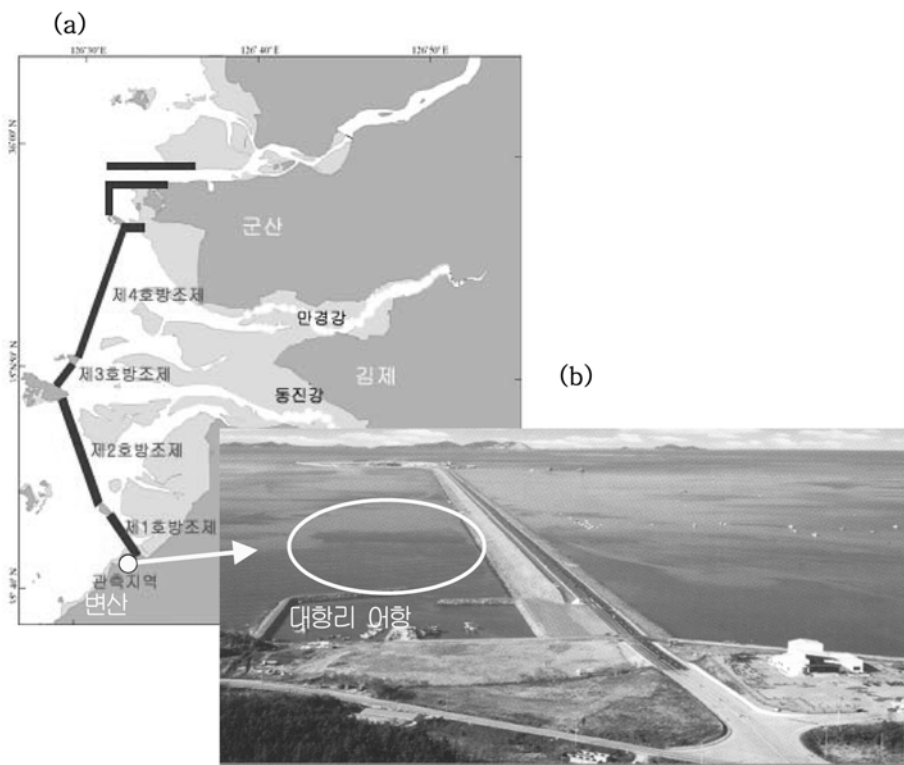 (a)
126°30'E 126°40'E 126°50'E
군산
제4호방조제
만경강
제3호방조제
김제
(b)
동진강
제2호방조제
제1호방조제
관측지역
변산
대항리 어항